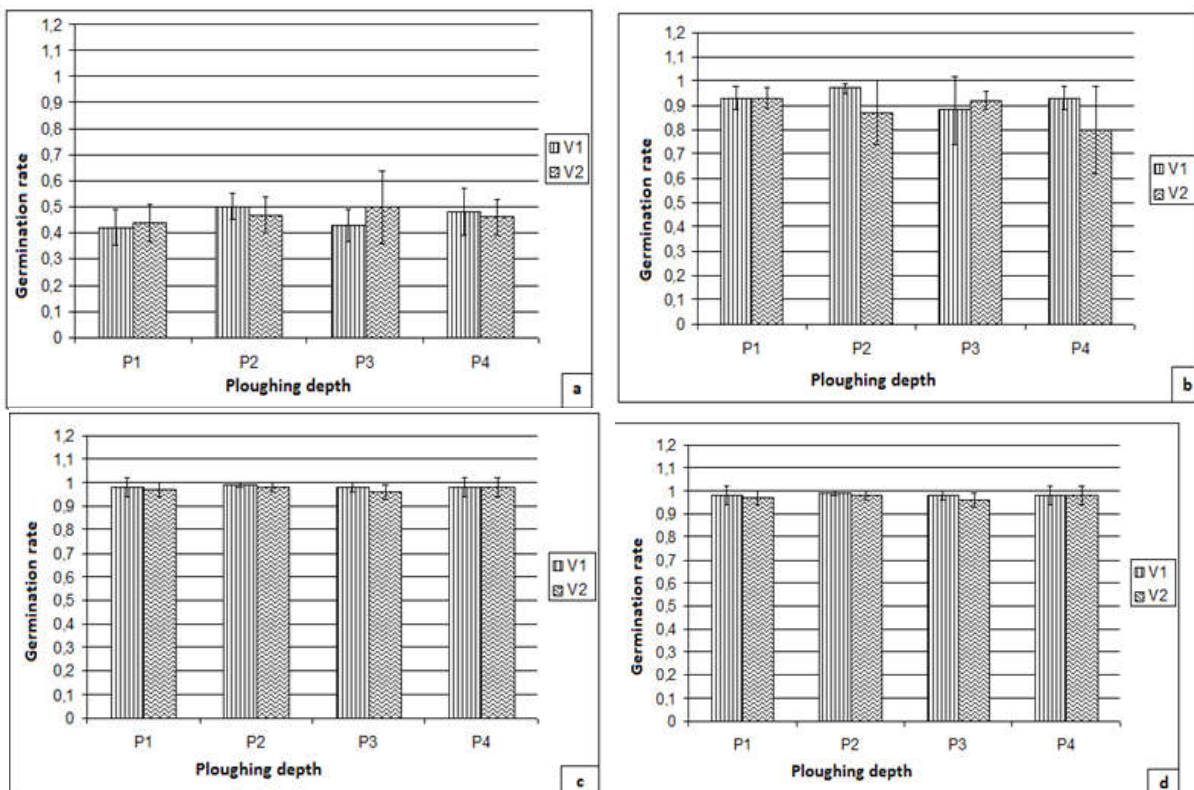 1,2
1,1
1
0,9
0,8
0,7
0,6
0,5
0,4
0,3
0,2
0,1
0
Germination rate
P1 P2 P3 P4
Ploughing depth
V1
V2
a
1,2
1,1
1
0,9
0,8
0,7
0,6
0,5
0,4
0,3
0,2
0,1
0
Germination rate
P1 P2 P3 P4
Ploughing depth
V1
V2
b
1,2
1,1
1
0,9
0,8
0,7
0,6
0,5
0,4
0,3
0,2
0,1
0
Germination rate
P1 P2 P3 P4
Ploughing depth
V1
V2
c
1,2
1,1
1
0,9
0,8
0,7
0,6
0,5
0,4
0,3
0,2
0,1
0
Germination rate
P1 P2 P3 P4
Ploughing depth
V1
V2
d